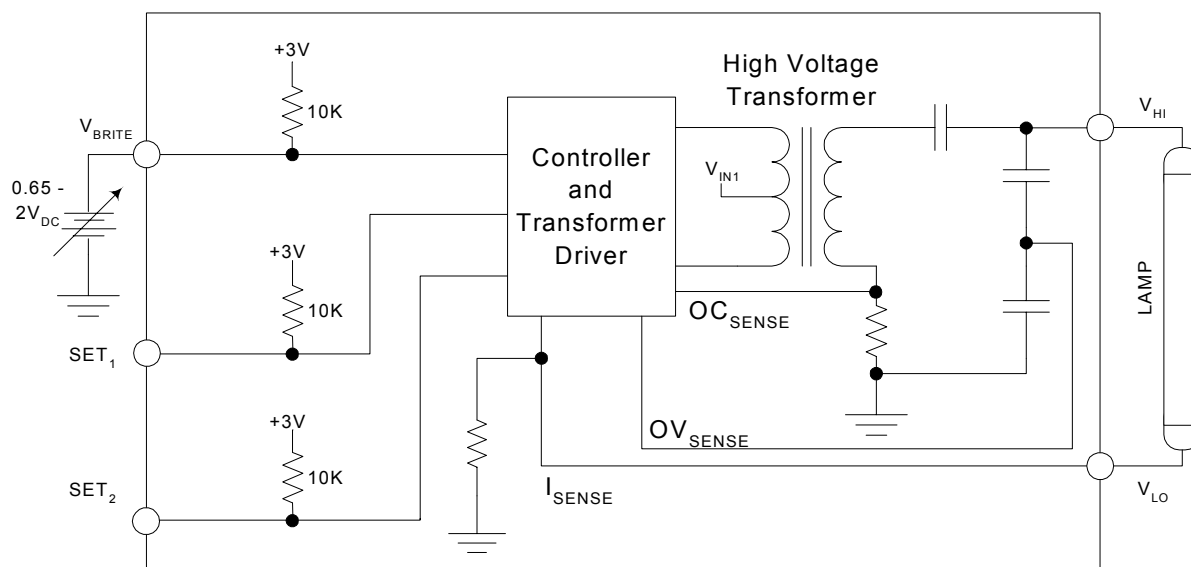 +3V
10K
High Voltage
Transformer
V_BRITE
V_HI
Controller
and
Transformer
Driver
V_IN1
0.65 -
2V_DC
+3V
10K
OC_SENSE
LAMP
SET_1
+3V
10K
OV_SENSE
SET_2
I_SENSE
V_LO